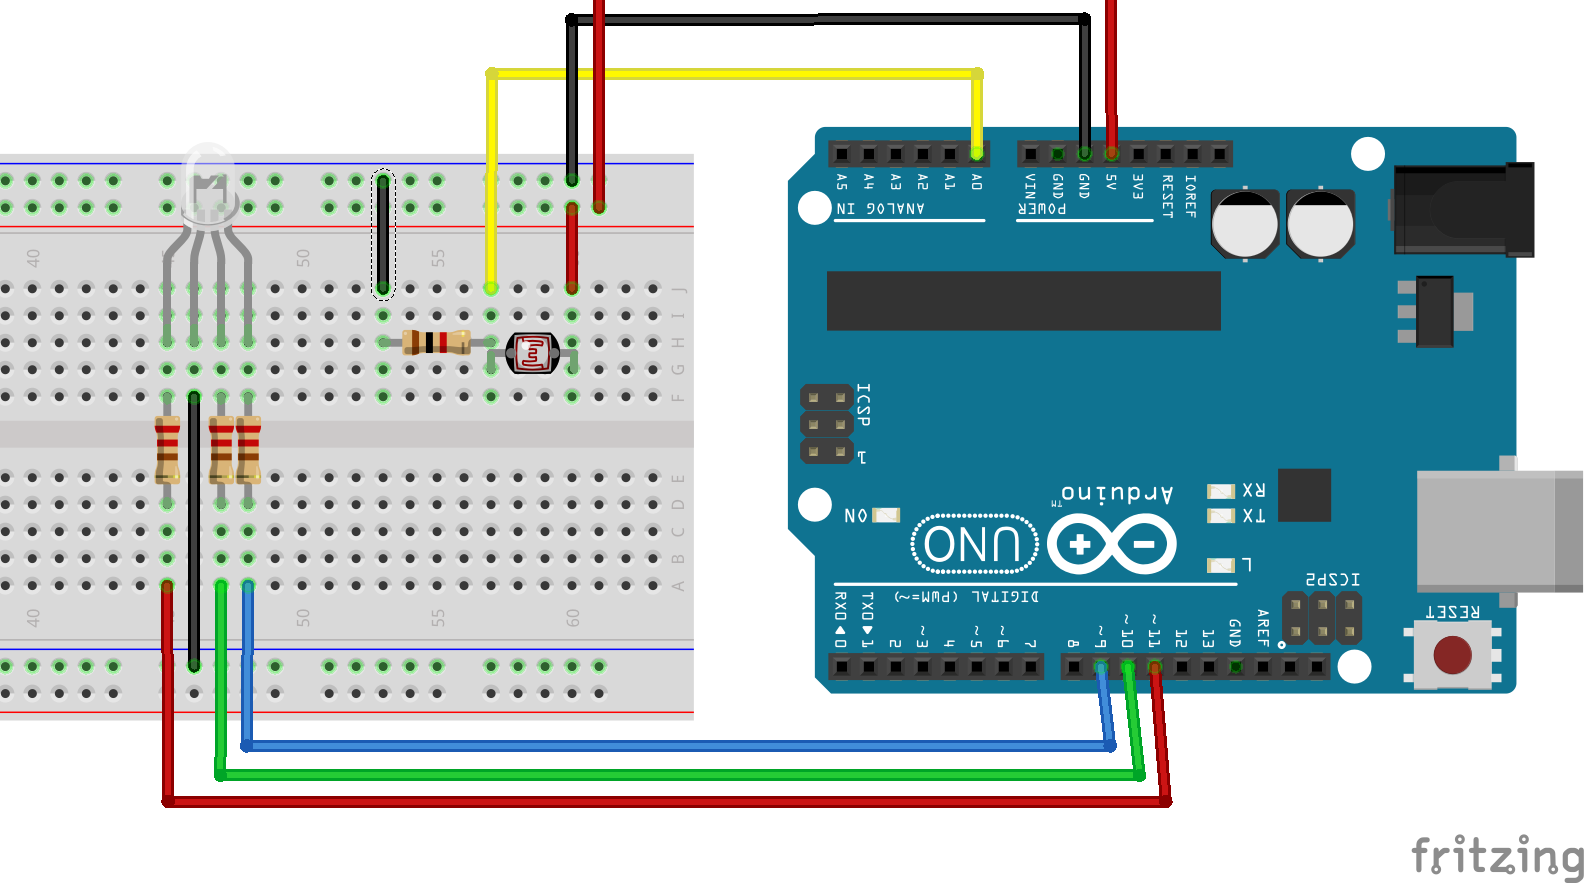 A5 A4 A3 A2 A1 A0
VIN GND GND 5V 3V3 RESET IOREF
ANALOG IN
POWER
40 50 55
J
I
H
G
F
ICSP
1
E
D
C
B
A
Arduino™
RX
TX
ON
UNO
L
ICSP2
DIGITAL (PWM=~)
RESET
40 50 55 60
RX0◄0 TX0►1 2 ~3 4 ~5 ~6 7
8 ~9 ~10 ~11 12 13 GND AREF
fritzing